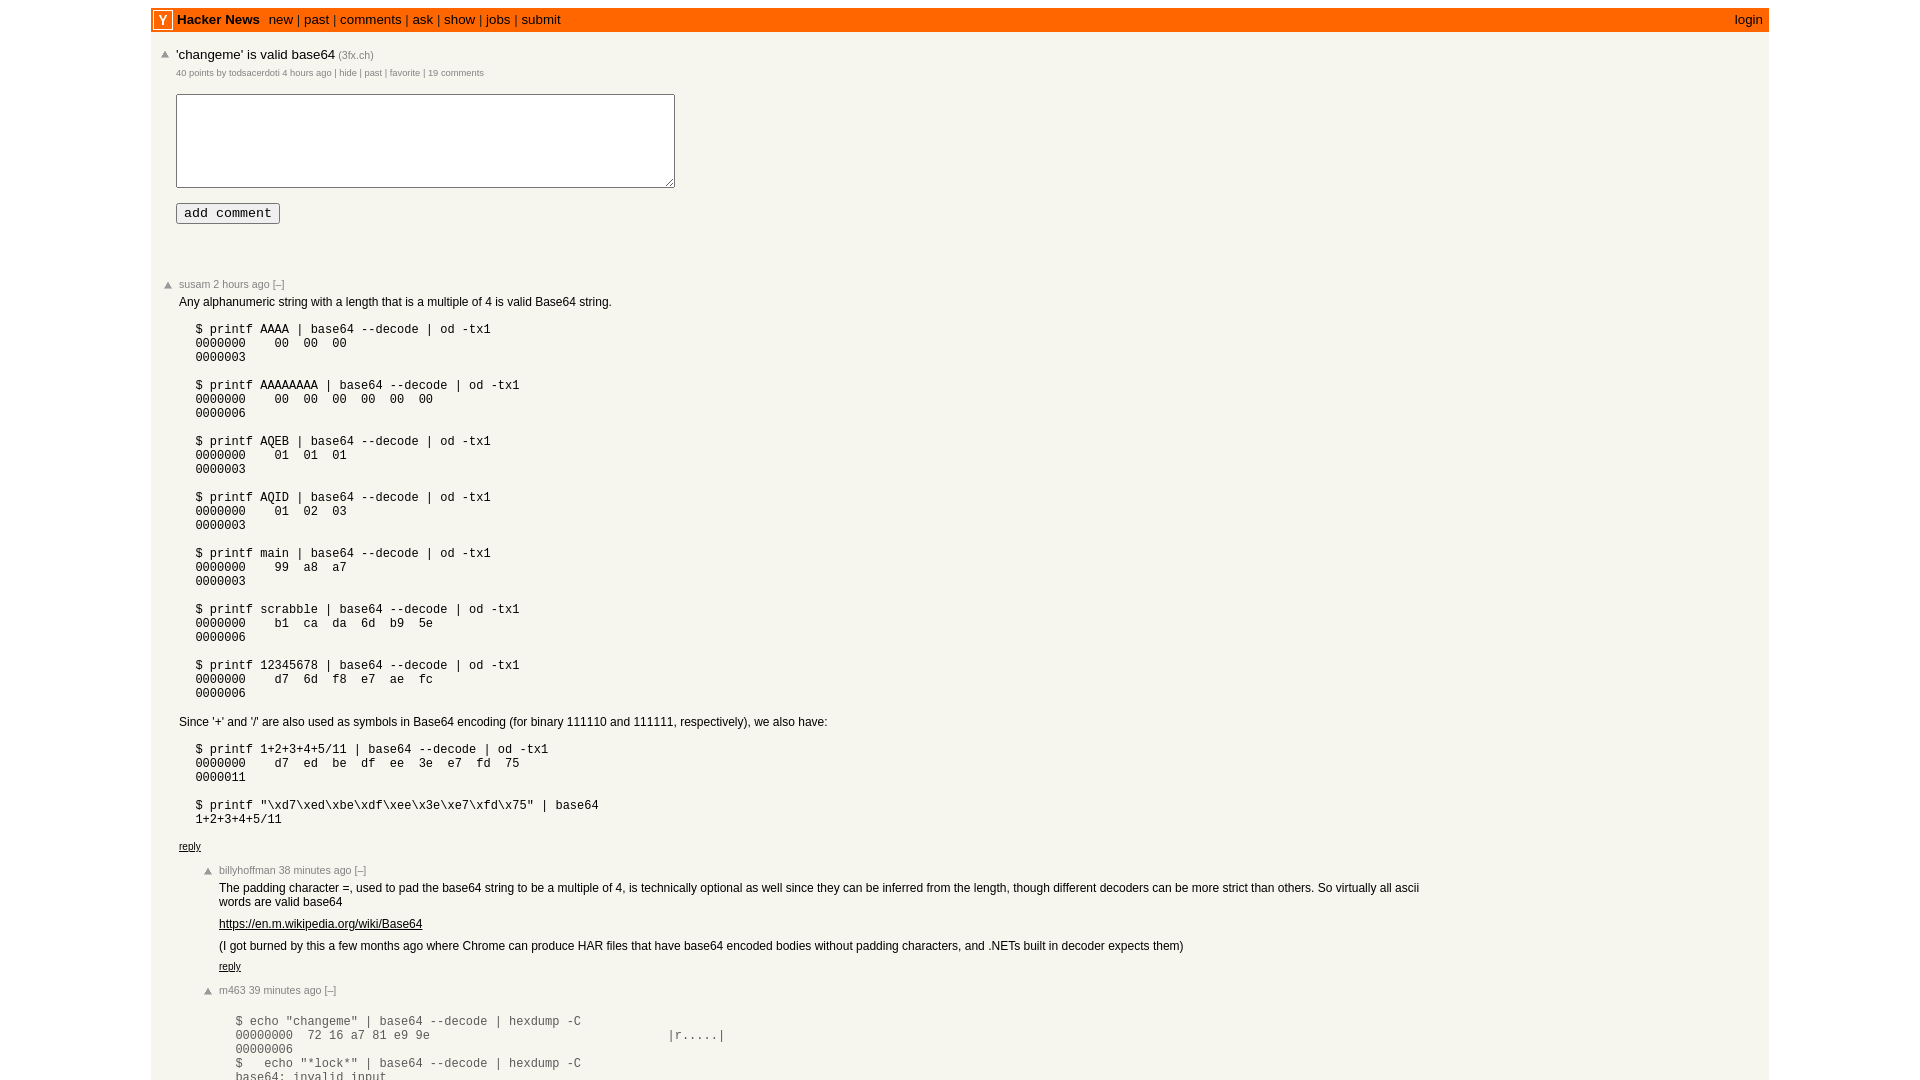 Y Hacker News new | past | comments | ask | show | jobs | submit login
'changeme' is valid base64 (3fx.ch)
40 points by todsacerdoti 4 hours ago | hide | past | favorite | 19 comments
add comment
susam 2 hours ago [–]
Any alphanumeric string with a length that is a multiple of 4 is valid Base64 string.
$ printf AAAA | base64 --decode | od -tx1
0000000    00  00  00
0000003
$ printf AAAAAAAA | base64 --decode | od -tx1
0000000    00  00  00  00  00  00
0000006
$ printf AQEB | base64 --decode | od -tx1
0000000    01  01  01
0000003
$ printf AQID | base64 --decode | od -tx1
0000000    01  02  03
0000003
$ printf main | base64 --decode | od -tx1
0000000    99  a8  a7
0000003
$ printf scrabble | base64 --decode | od -tx1
0000000    b1  ca  da  6d  b9  5e
0000006
$ printf 12345678 | base64 --decode | od -tx1
0000000    d7  6d  f8  e7  ae  fc
0000006
Since '+' and '/' are also used as symbols in Base64 encoding (for binary 111110 and 111111, respectively), we also have:
$ printf 1+2+3+4+5/11 | base64 --decode | od -tx1
0000000    d7  ed  be  df  ee  3e  e7  fd  75
0000011
$ printf "\xd7\xed\xbe\xdf\xee\x3e\xe7\xfd\x75" | base64
1+2+3+4+5/11
reply
billyhoffman 38 minutes ago [–]
The padding character =, used to pad the base64 string to be a multiple of 4, is technically optional as well since they can be inferred from the length, though different decoders can be more strict than others. So virtually all ascii
words are valid base64
https://en.m.wikipedia.org/wiki/Base64
(I got burned by this a few months ago where Chrome can produce HAR files that have base64 encoded bodies without padding characters, and .NETs built in decoder expects them)
reply
m463 39 minutes ago [–]
$ echo "changeme" | base64 --decode | hexdump -C
00000000  72 16 a7 81 e9 9e                                 |r.....|
00000006
$   echo "*lock*" | base64 --decode | hexdump -C
base64: invalid input